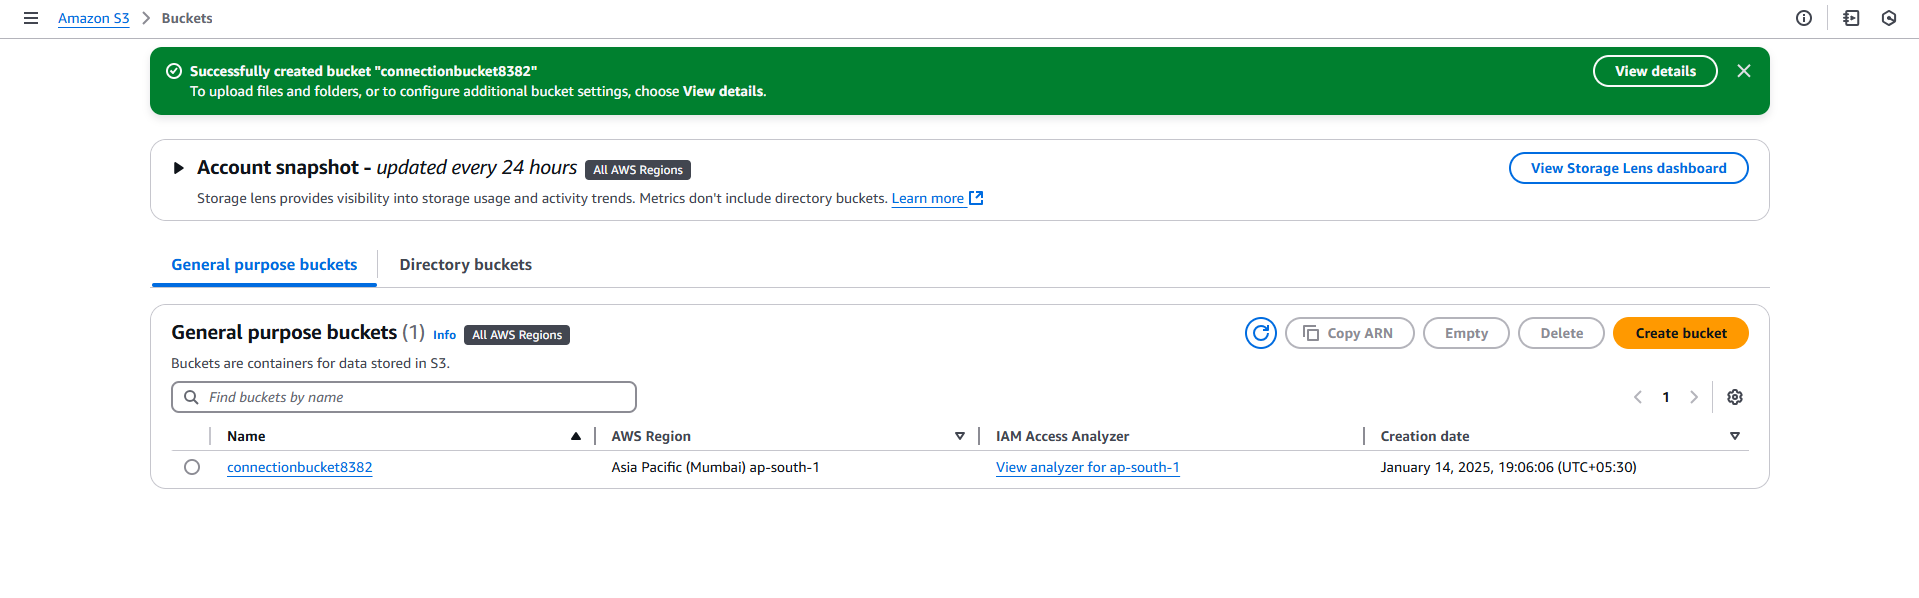 Amazon S3 > Buckets
Successfully created bucket "connectionbucket8382"
View details
To upload files and folders, or to configure additional bucket settings, choose View details.
Account snapshot - updated every 24 hours All AWS Regions
View Storage Lens dashboard
Storage lens provides visibility into storage usage and activity trends. Metrics don't include directory buckets. Learn more
General purpose buckets Directory buckets
General purpose buckets (1) Info All AWS Regions
Copy ARN Empty Delete Create bucket
Buckets are containers for data stored in S3.
Find buckets by name
1
Name AWS Region IAM Access Analyzer Creation date
connectionbucket8382 Asia Pacific (Mumbai) ap-south-1 View analyzer for ap-south-1 January 14, 2025, 19:06:06 (UTC+05:30)